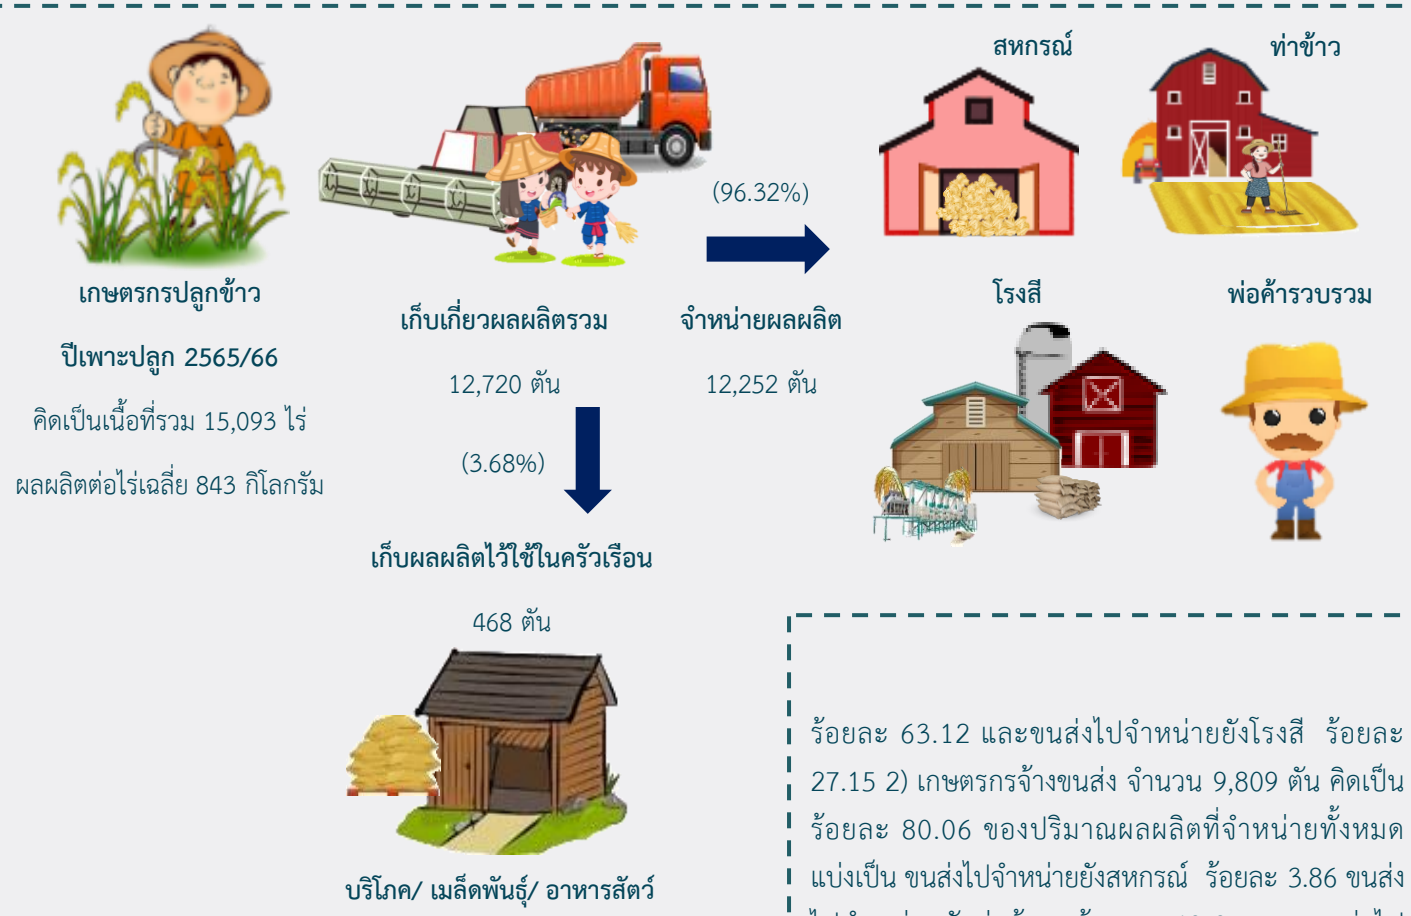 สหกรณ์
ท่าข้าว
(96.32%)
เกษตรกรปลูกข้าว
ปีเพาะปลูก 2565/66
คิดเป็นเนื้อที่รวม 15,093 ไร่
ผลผลิตต่อไร่เฉลี่ย 843 กิโลกรัม
เก็บเกี่ยวผลผลิตรวม
12,720 ตัน
(3.68%)
จำหน่ายผลผลิต
12,252 ตัน
โรงสี
พ่อค้ารวบรวม
เก็บผลผลิตไว้ใช้ในครัวเรือน
468 ตัน
บริโภค/ เมล็ดพันธุ์/ อาหารสัตว์
ร้อยละ 63.12 และขนส่งไปจำหน่ายยังโรงสี ร้อยละ
27.15 2) เกษตรกรจ้างขนส่ง จำนวน 9,809 ตัน คิดเป็น
ร้อยละ 80.06 ของปริมาณผลผลิตที่จำหน่ายทั้งหมด
แบ่งเป็น ขนส่งไปจำหน่ายยังสหกรณ์ ร้อยละ 3.86 ขนส่ง